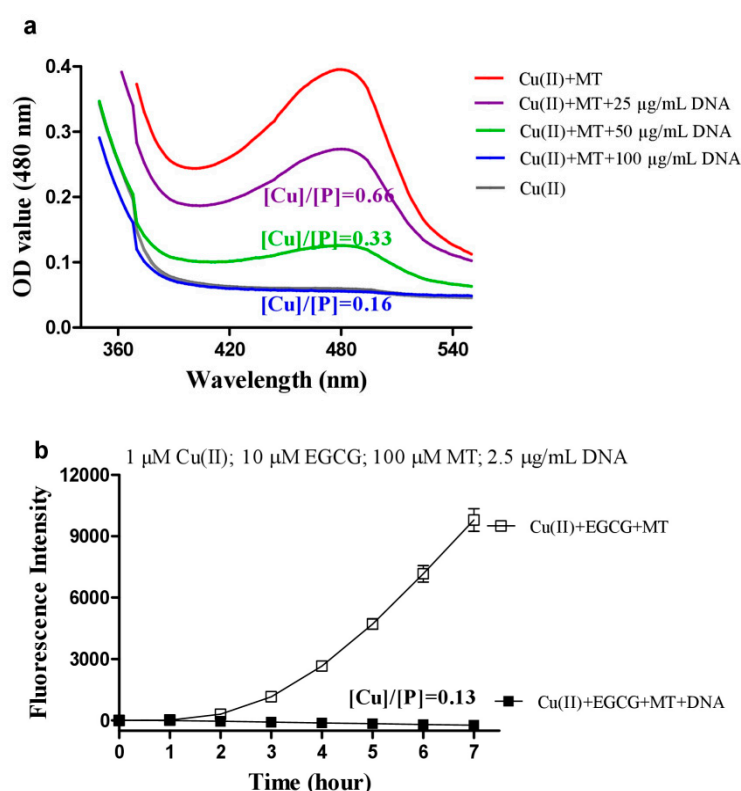 a
OD value (480 nm)
0.4
0.3
0.2
0.1
0.0
[Cu]/[P]=0.66
[Cu]/[P]=0.33
[Cu]/[P]=0.16
360 420 480 540
Wavelength (nm)
Cu(II)+MT
Cu(II)+MT+25 µg/mL DNA
Cu(II)+MT+50 µg/mL DNA
Cu(II)+MT+100 µg/mL DNA
Cu(II)
b
1 µM Cu(II); 10 µM EGCG; 100 µM MT; 2.5 µg/mL DNA
Fluorescence Intensity
12000
9000
6000
3000
0
[Cu]/[P]=0.13
0 1 2 3 4 5 6 7
Time (hour)
Cu(II)+EGCG+MT
Cu(II)+EGCG+MT+DNA